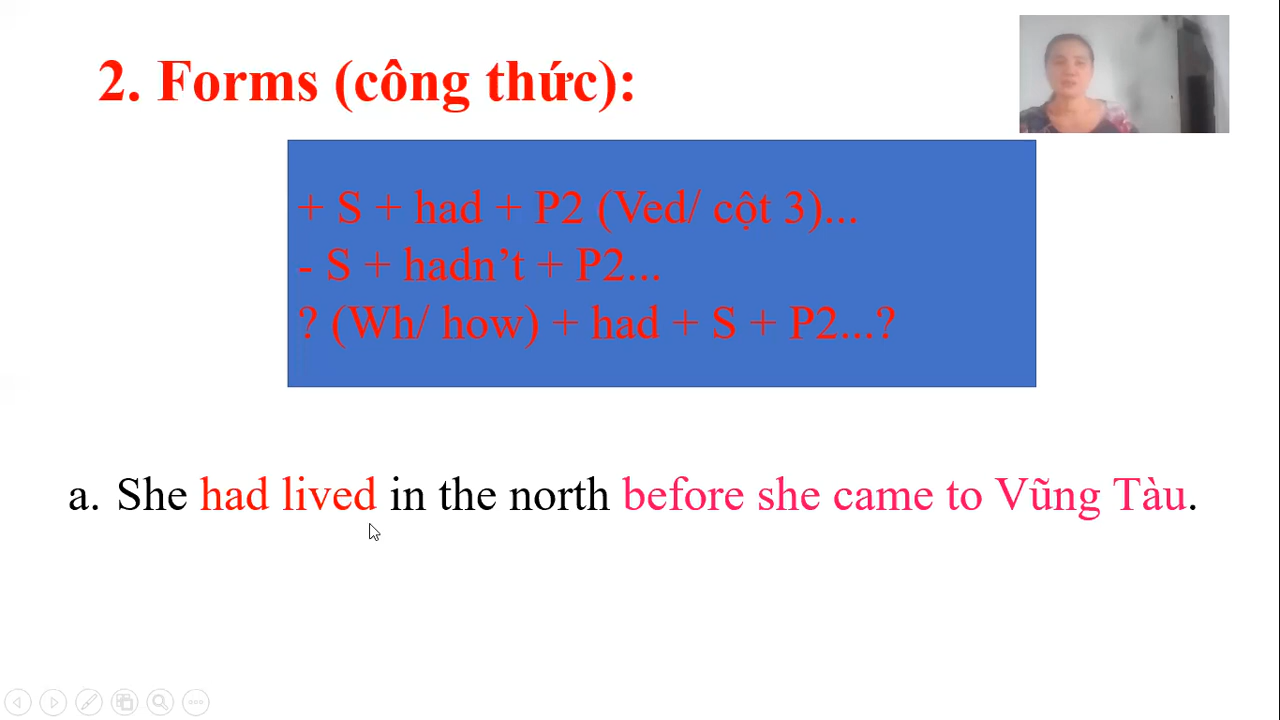 2. Forms (công thức):
+ S + had + P2 (Ved/ cột 3)...
- S + hadn’t + P2...
? (Wh/ how) + had + S + P2...?
a. She had lived in the north before she came to Vũng Tàu.